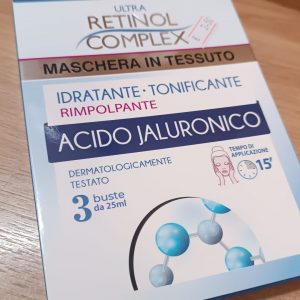 ULTRA
RETINOL
COMPLEX
MASCHERA IN TESSUTO
IDRATANTE · TONIFICANTE
RIMPOLPANTE
ACIDO JALURONICO
DERMATOLOGICAMENTE
TESTATO
TEMPO DI
APPLICAZIONE
15'
3 buste
da 25ml